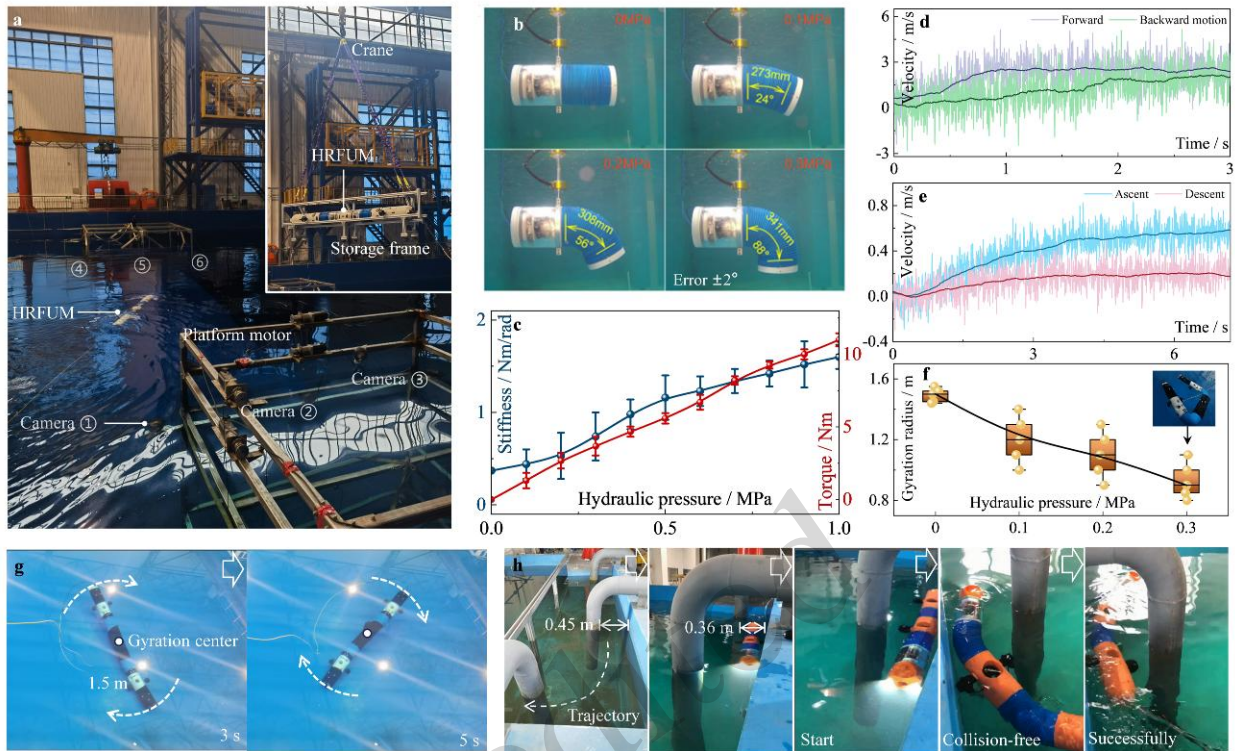 a
Crane
HRFUM
Storage frame
④ ⑤ ⑥
HRFUM
Platform motor
Camera ③
Camera ②
Camera ①
b
0MPa
0.1MPa
273mm
24°
0.2MPa
0.3MPa
308mm
56°
341mm
88°
Error ±2°
c
Stiffness / Nm/rad
0
1
2
Hydraulic pressure / MPa
0.0
0.5
1.0
Torque / Nm
0
5
10
d
Forward
Backward motion
Velocity / m/s
6
3
0
-3
Time / s
0
1
2
3
e
Ascent
Descent
Velocity / m/s
0.8
0.4
0.0
-0.4
Time / s
0
3
6
f
Gyration radius / m
1.6
1.2
0.8
Hydraulic pressure / MPa
0
0.1
0.2
0.3
g
Gyration center
1.5 m
3 s
5 s
h
0.45 m
Trajectory
0.36 m
Start
Collision-free
Successfully